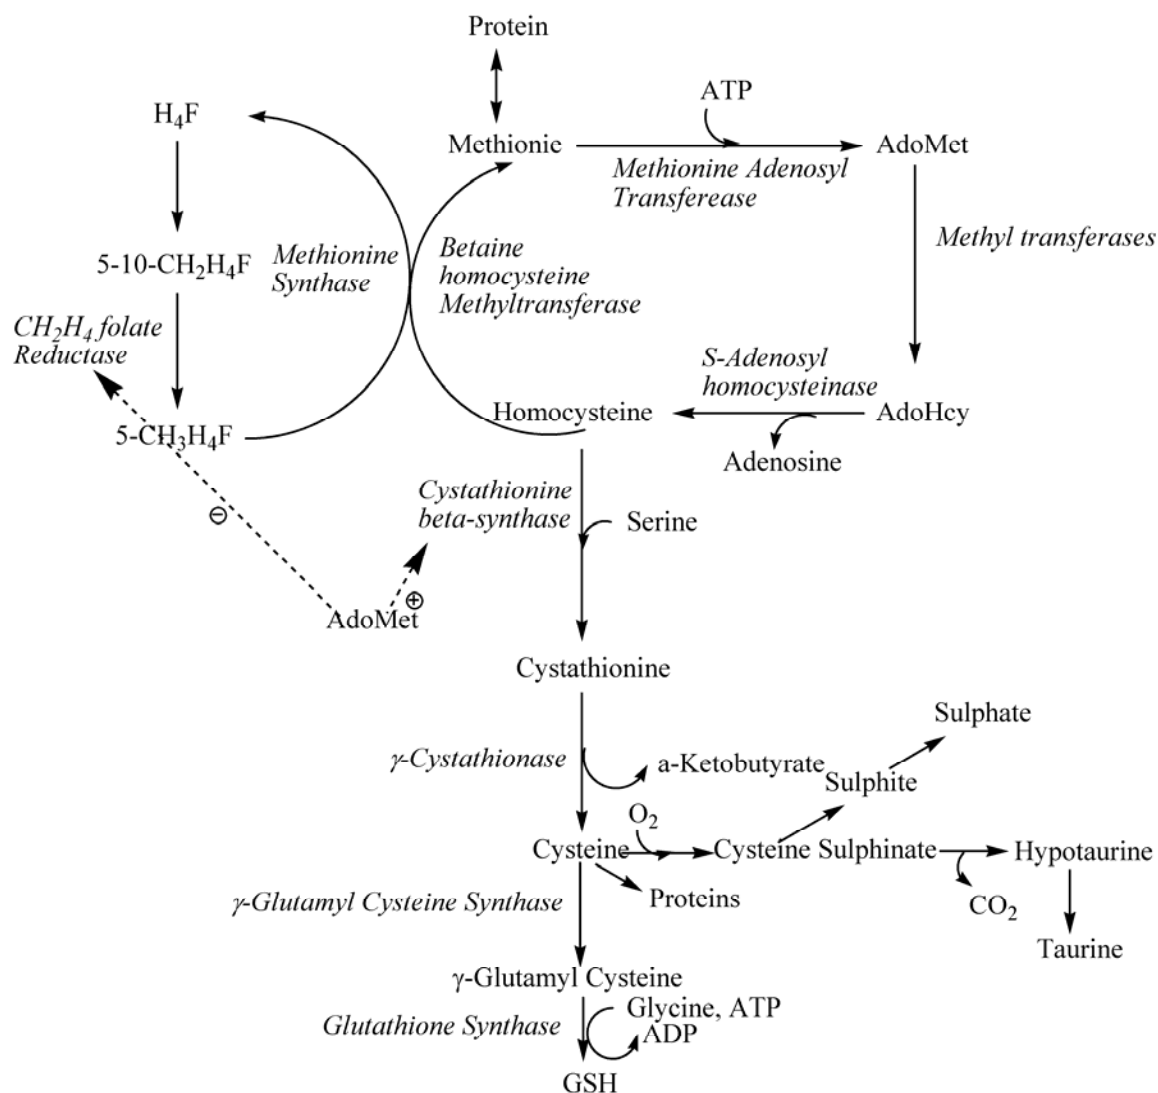 Protein
ATP
H₄F
Methionie
AdoMet
Methionine Adenosyl
Transferease
Methyl transferases
Methionine
Synthase
Betaine
homocysteine
Methyltransferase
5-10-CH₂H₄F
CH₂H₄ folate
Reductase
S-Adenosyl
homocysteinase
Homocysteine
AdoHcy
5-CH₃H₄F
Adenosine
Cystathionine
beta-synthase
Serine
−
+
AdoMet
Cystathionine
Sulphate
γ-Cystathionase
a-Ketobutyrate
Sulphite
O₂
Cysteine
Cysteine Sulphinate
Hypotaurine
Proteins
CO₂
γ-Glutamyl Cysteine Synthase
Taurine
γ-Glutamyl Cysteine
Glycine, ATP
Glutathione Synthase
ADP
GSH